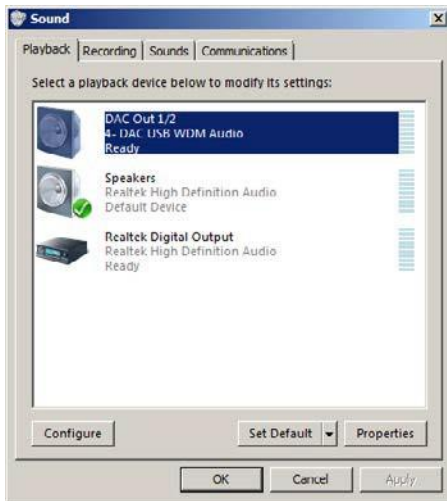 Sound
Playback Recording Sounds Communications
Select a playback device below to modify its settings:
DAC Out 1/2
4- DAC USB WDM Audio
Ready
Speakers
Realtek High Definition Audio
Default Device
Realtek Digital Output
Realtek High Definition Audio
Ready
Configure Set Default Properties
OK Cancel Apply